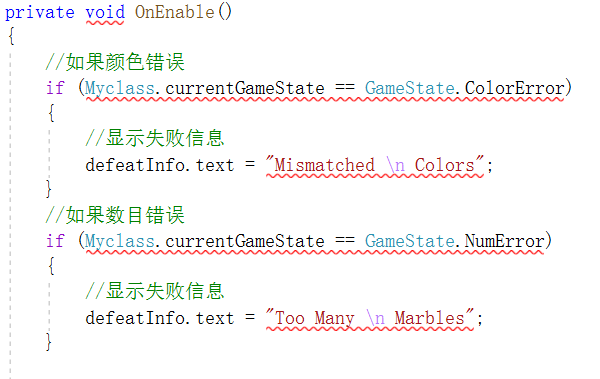 private void OnEnable()
{
//如果颜色错误
if (Myclass.currentGameState == GameState.ColorError)
{
//显示失败信息
defeatInfo.text = "Mismatched \n Colors";
}
//如果数目错误
if (Myclass.currentGameState == GameState.NumError)
{
//显示失败信息
defeatInfo.text = "Too Many \n Marbles";
}